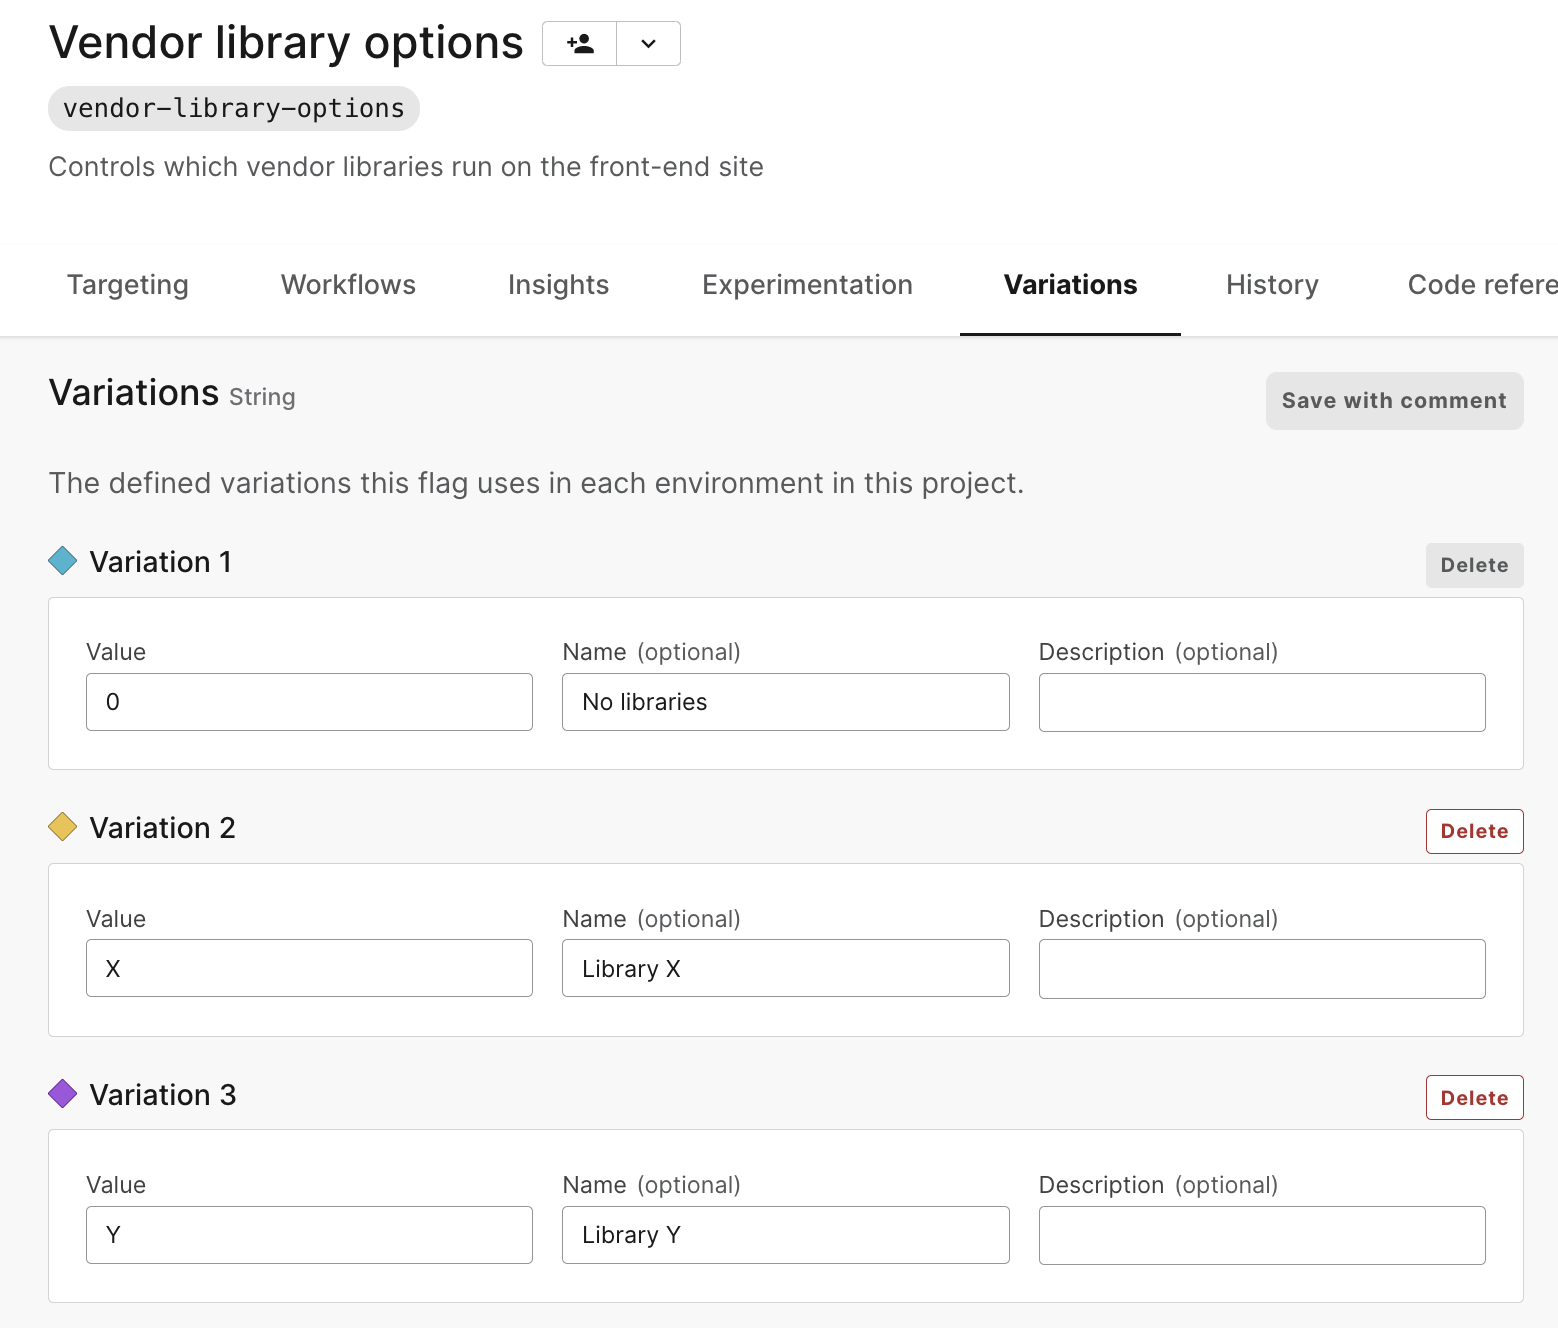 Vendor library options
vendor-library-options
Controls which vendor libraries run on the front-end site
Targeting Workflows Insights Experimentation Variations History Code refere
Variations String
Save with comment
The defined variations this flag uses in each environment in this project.
Variation 1
Delete
Value Name (optional) Description (optional)
0 No libraries
Variation 2
Delete
Value Name (optional) Description (optional)
X Library X
Variation 3
Delete
Value Name (optional) Description (optional)
Y Library Y